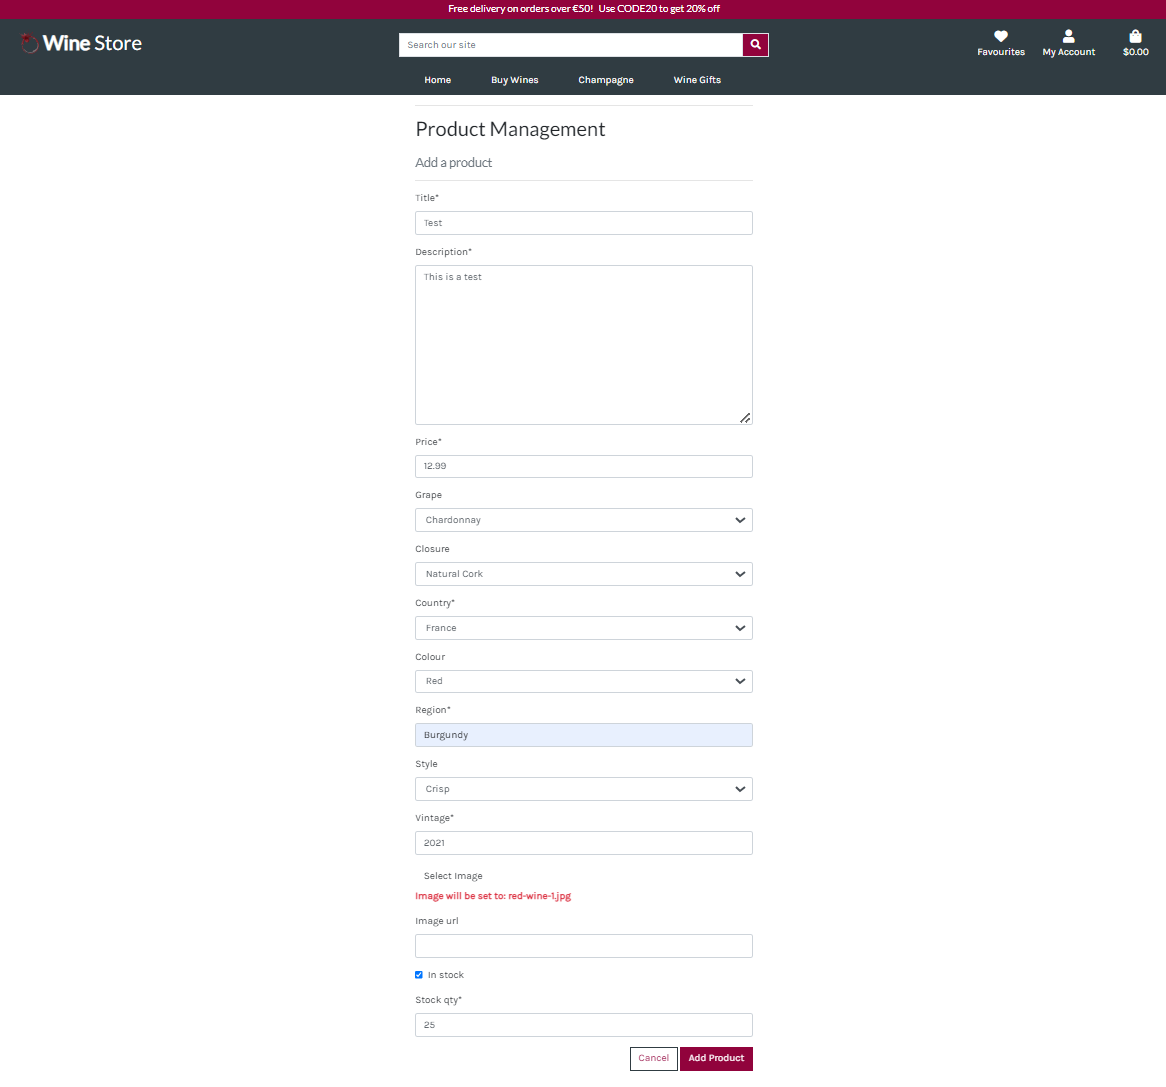 Free delivery on orders over €50! Use CODE20 to get 20% off
Wine Store
Search our site
Favourites
My Account
$0.00
Home
Buy Wines
Champagne
Wine Gifts
Product Management
Add a product
Title*
Test
Description*
This is a test
Price*
12.99
Grape
Chardonnay
Closure
Natural Cork
Country*
France
Colour
Red
Region*
Burgundy
Style
Crisp
Vintage*
2021
Select Image
Image will be set to: red-wine-1.jpg
Image url
In stock
Stock qty*
25
Cancel
Add Product